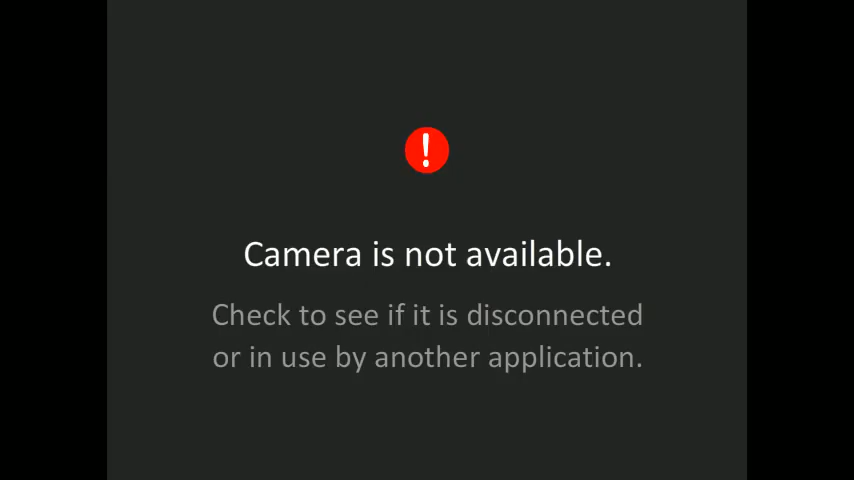 Camera is not available.
Check to see if it is disconnected
or in use by another application.